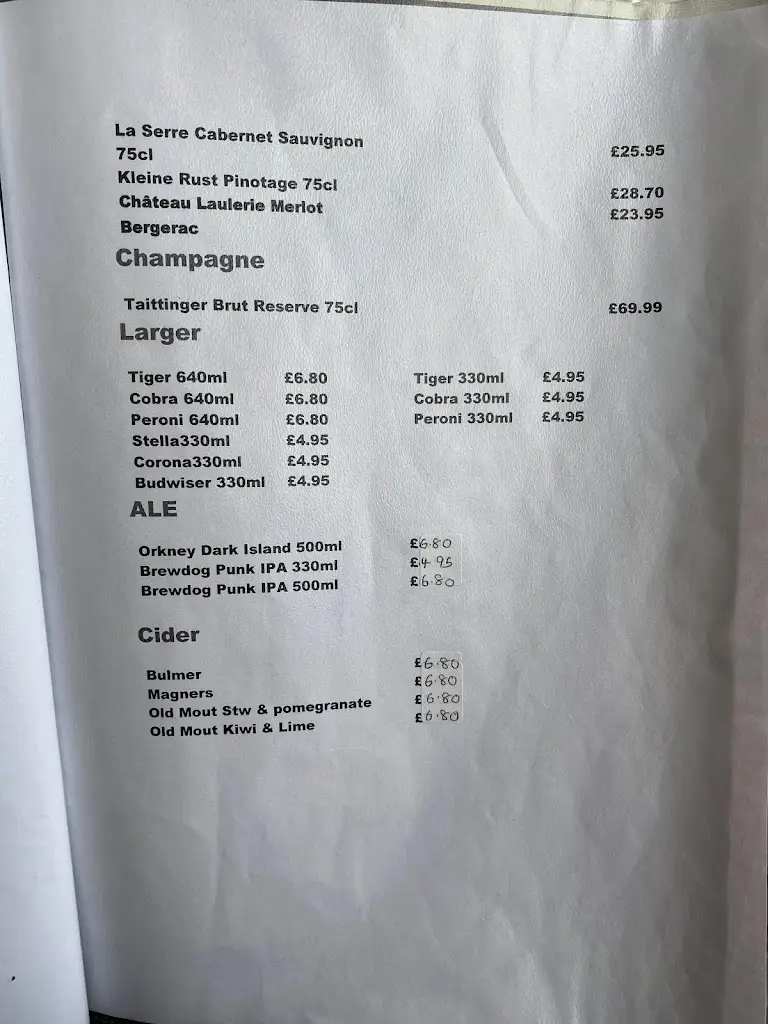 La Serre Cabernet Sauvignon
75cl £25.95
Kleine Rust Pinotage 75cl £28.70
Château Laulerie Merlot £23.95
Bergerac
Champagne
Taittinger Brut Reserve 75cl £69.99
Larger
Tiger 640ml £6.80 Tiger 330ml £4.95
Cobra 640ml £6.80 Cobra 330ml £4.95
Peroni 640ml £6.80 Peroni 330ml £4.95
Stella330ml £4.95
Corona330ml £4.95
Budwiser 330ml £4.95
ALE
Orkney Dark Island 500ml £6.80
Brewdog Punk IPA 330ml £4.95
Brewdog Punk IPA 500ml £6.80
Cider
Bulmer £6.80
Magners £6.80
Old Mout Stw & pomegranate £6.80
Old Mout Kiwi & Lime £6.80